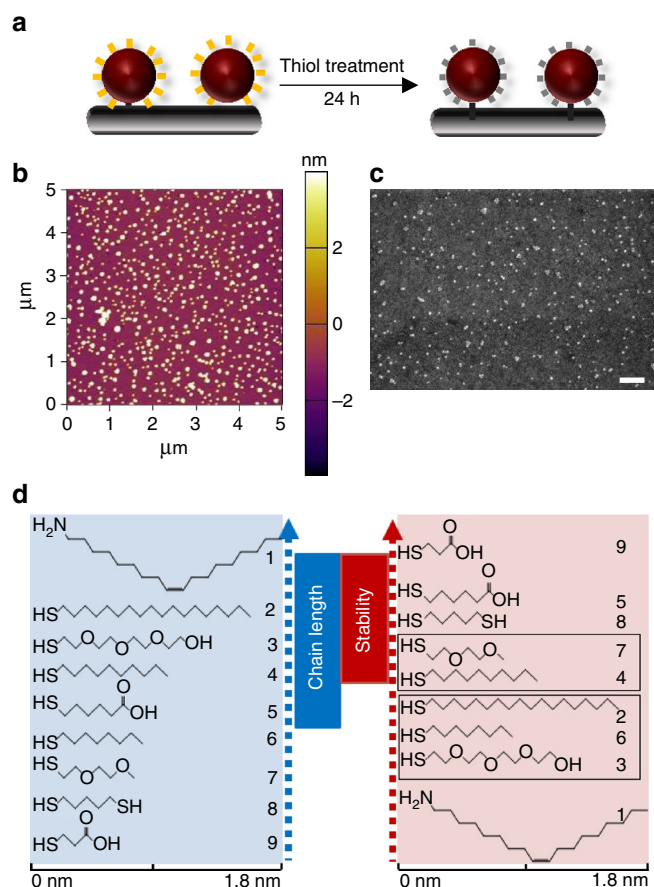 a
Thiol treatment
24 h
b
nm
c
5
4
3
2
1
0
μm
0 1 2 3 4 5
μm
2
0
–2
d
H2N
1
HS
2
HS O O O OH
3
HS
4
HS O OH
5
HS
6
HS O O
7
HS SH
8
HS O OH
9
0 nm 1.8 nm
Chain length
Stability
HS O OH
9
HS O OH
5
HS SH
8
HS O O
7
HS
4
HS
2
HS
6
HS O O O OH
3
H2N
1
0 nm 1.8 nm